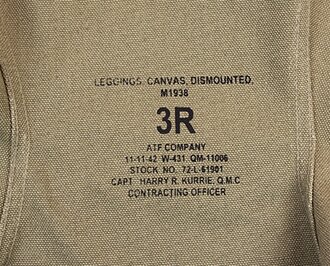 LEGGINGS, CANVAS, DISMOUNTED,
M1938
3R
ATF COMPANY
11-11-42 W-431 QM-11006
STOCK NO. 72-L-61901
CAPT. HARRY R. KURRIE, Q.M.C
CONTRACTING OFFICER